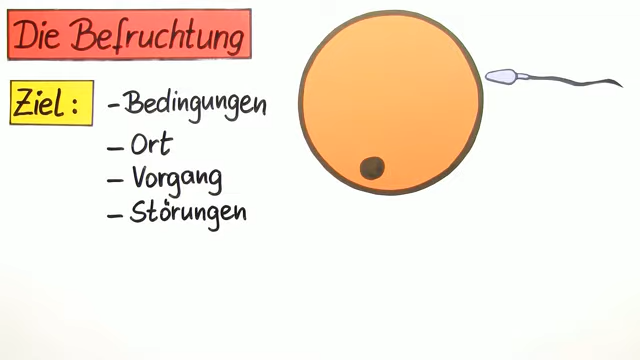 Die Befruchtung
Ziel: - Bedingungen
- Ort
- Vorgang
- Störungen